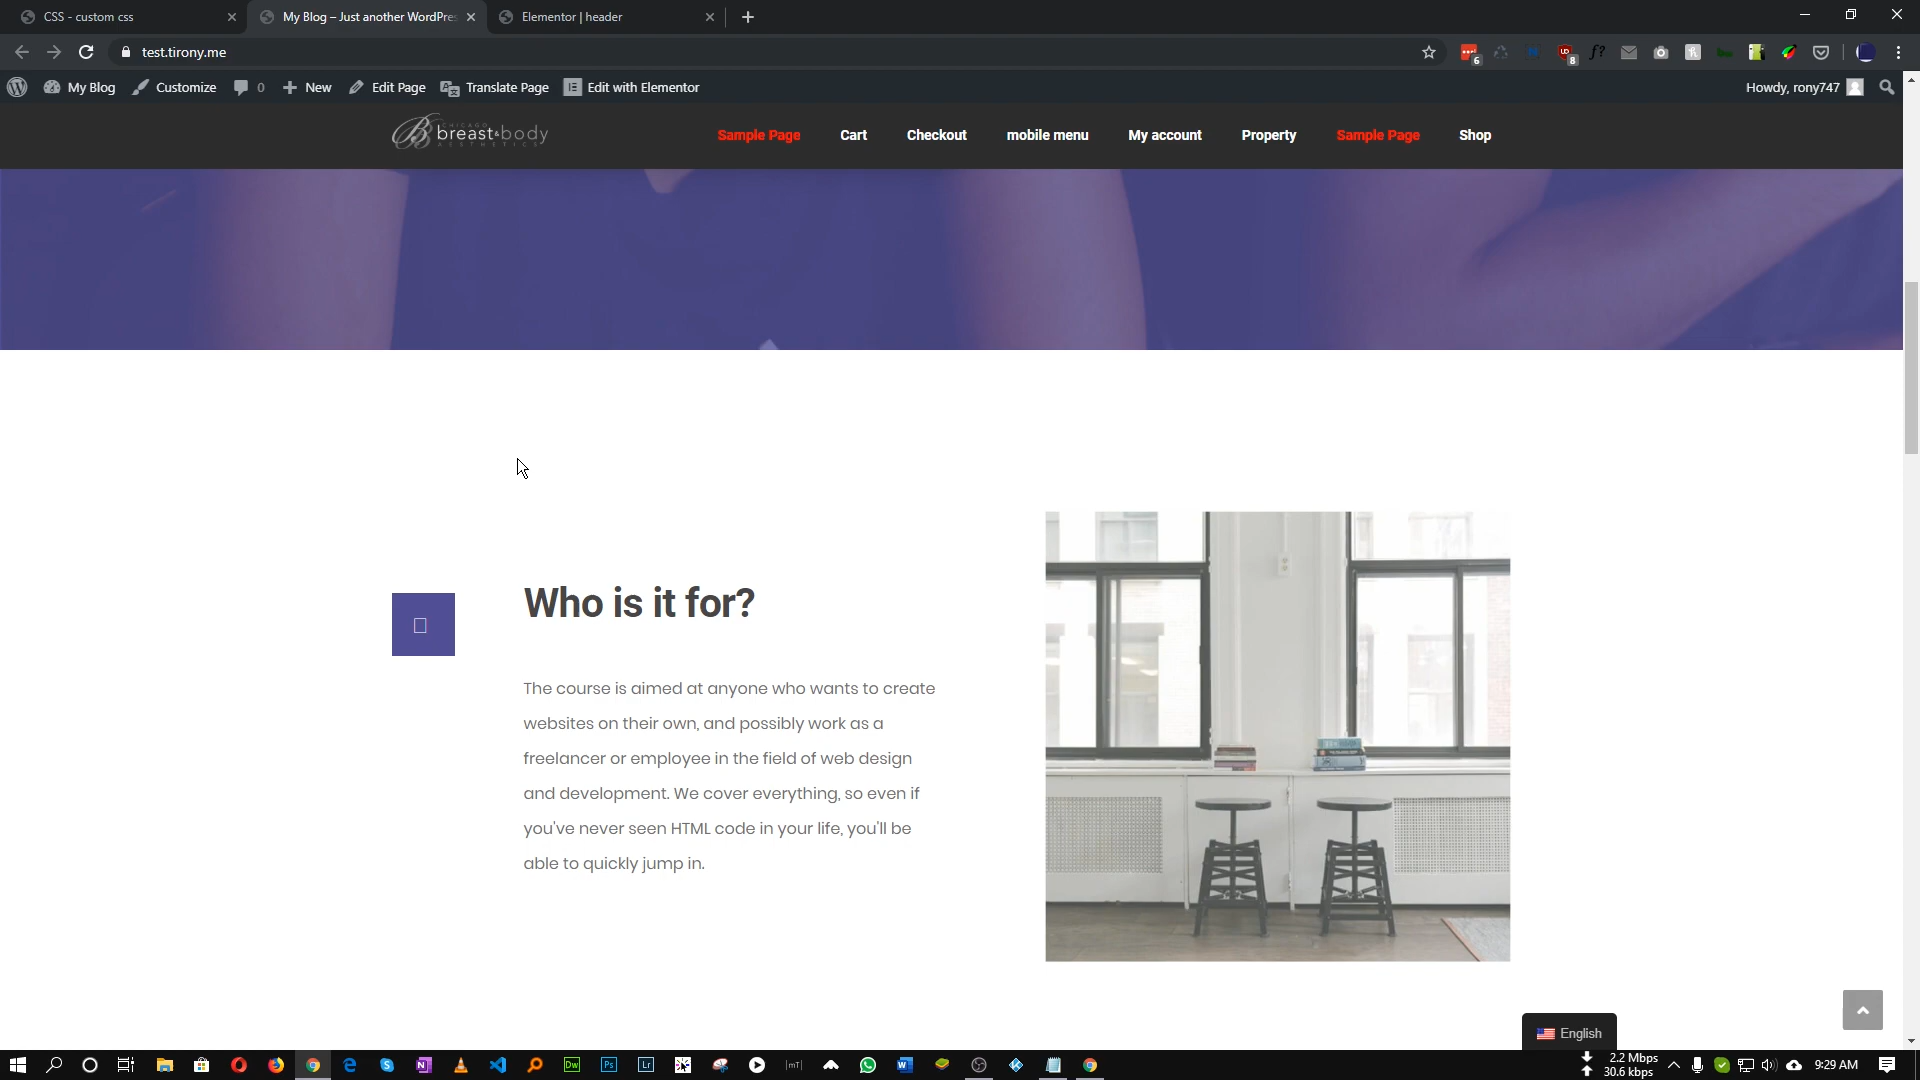 CSS - custom css
My Blog – Just another WordPres
Elementor | header
test.tirony.me
6
8
My Blog
Customize
0
New
Edit Page
Translate Page
Edit with Elementor
Howdy, rony747
CHICAGO
breast&body
AESTHETICS
Sample Page
Cart
Checkout
mobile menu
My account
Property
Sample Page
Shop
Who is it for?
The course is aimed at anyone who wants to create
websites on their own, and possibly work as a
freelancer or employee in the field of web design
and development. We cover everything, so even if
you've never seen HTML code in your life, you'll be
able to quickly jump in.
English
2.2 Mbps
30.6 kbps
9:29 AM